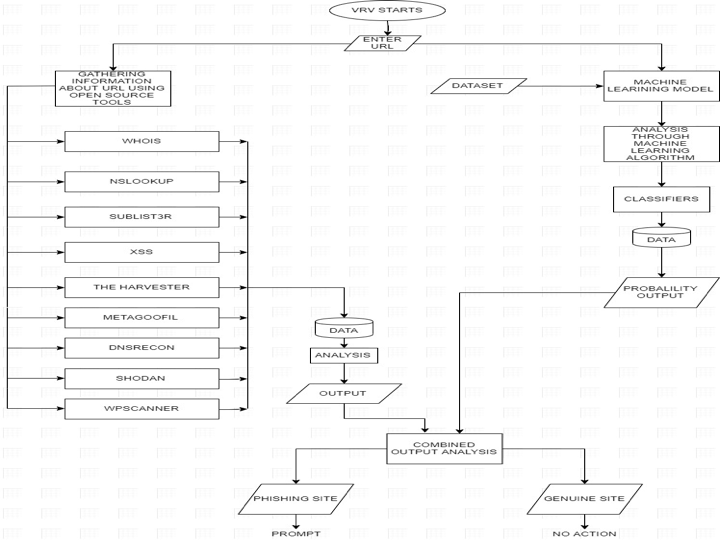 VRV STARTS
ENTER
URL
GATHERING
INFORMATION
ABOUT URL USING
OPEN SOURCE
TOOLS
DATASET
MACHINE
LEARINING MODEL
ANALYSIS
THROUGH
MACHINE
LEARNING
ALGORITHM
WHOIS
NSLOOKUP
SUBLIST3R
XSS
THE HARVESTER
METAGOOFIL
DNSRECON
SHODAN
WPSCANNER
CLASSIFIERS
DATA
PROBALILITY
OUTPUT
DATA
ANALYSIS
OUTPUT
COMBINED
OUTPUT ANALYSIS
PHISHING SITE
GENUINE SITE
PROMPT
NO ACTION